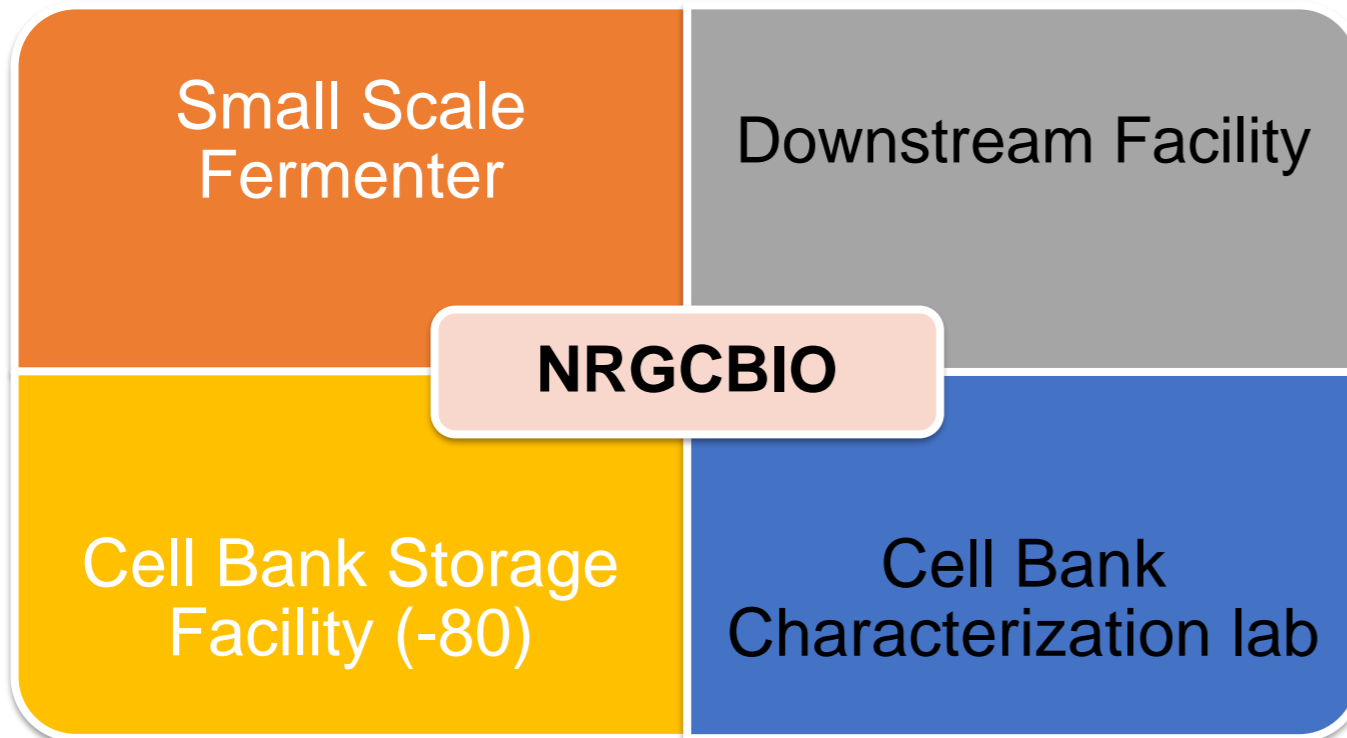 Small Scale
Fermenter
Downstream Facility
NRGCBIO
Cell Bank Storage
Facility (-80)
Cell Bank
Characterization lab